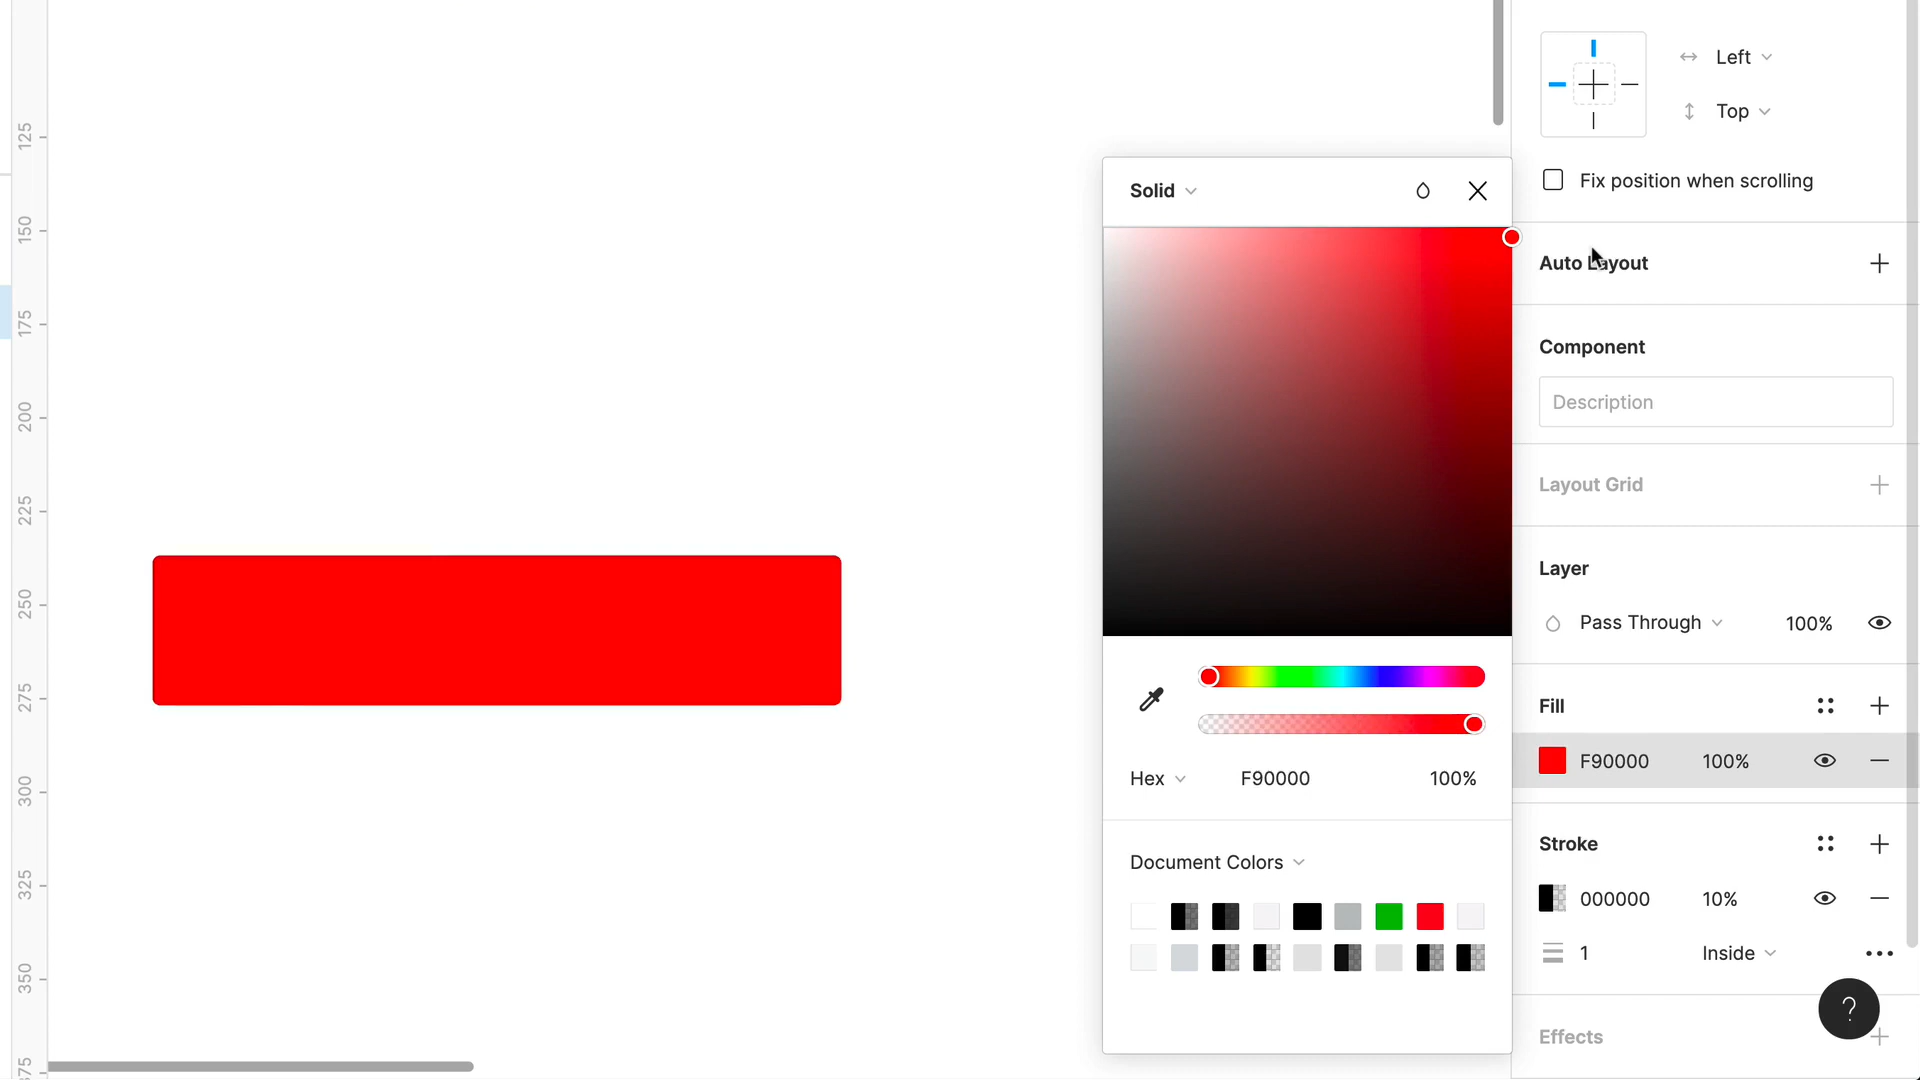 Left
Top
Fix position when scrolling
125
150
175
200
225
250
275
300
325
350
375
Solid
Hex F90000 100%
Document Colors
Auto Layout
Component
Description
Layout Grid
Layer
Pass Through 100%
Fill
F90000 100%
Stroke
000000 10%
1 Inside
Effects
?